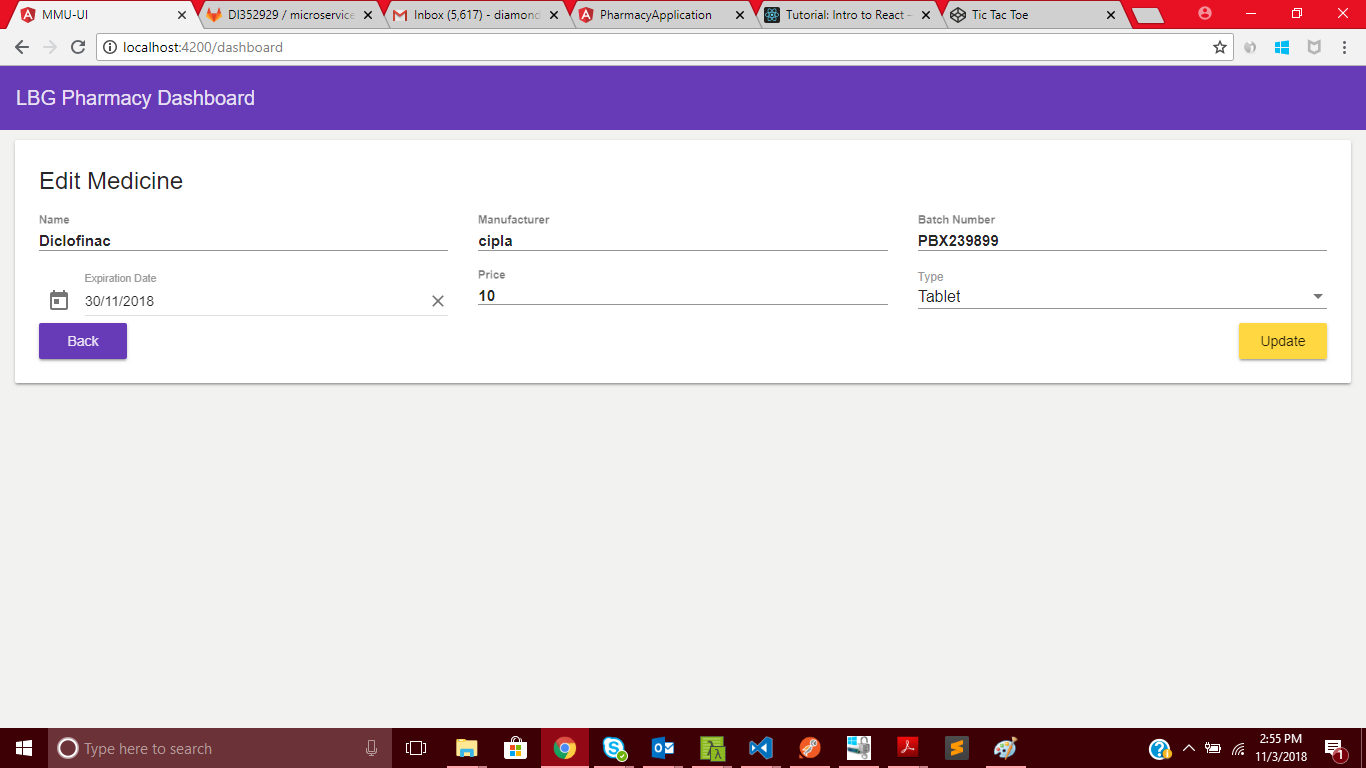 MMU-UI
DI352929 / microservice
Inbox (5,617) - diamond
PharmacyApplication
Tutorial: Intro to React –
Tic Tac Toe
localhost:4200/dashboard
LBG Pharmacy Dashboard
Edit Medicine
Name
Manufacturer
Batch Number
Diclofinac
cipla
PBX239899
Expiration Date
Price
Type
30/11/2018
10
Tablet
Back
Update
Type here to search
2:55 PM
11/3/2018
1